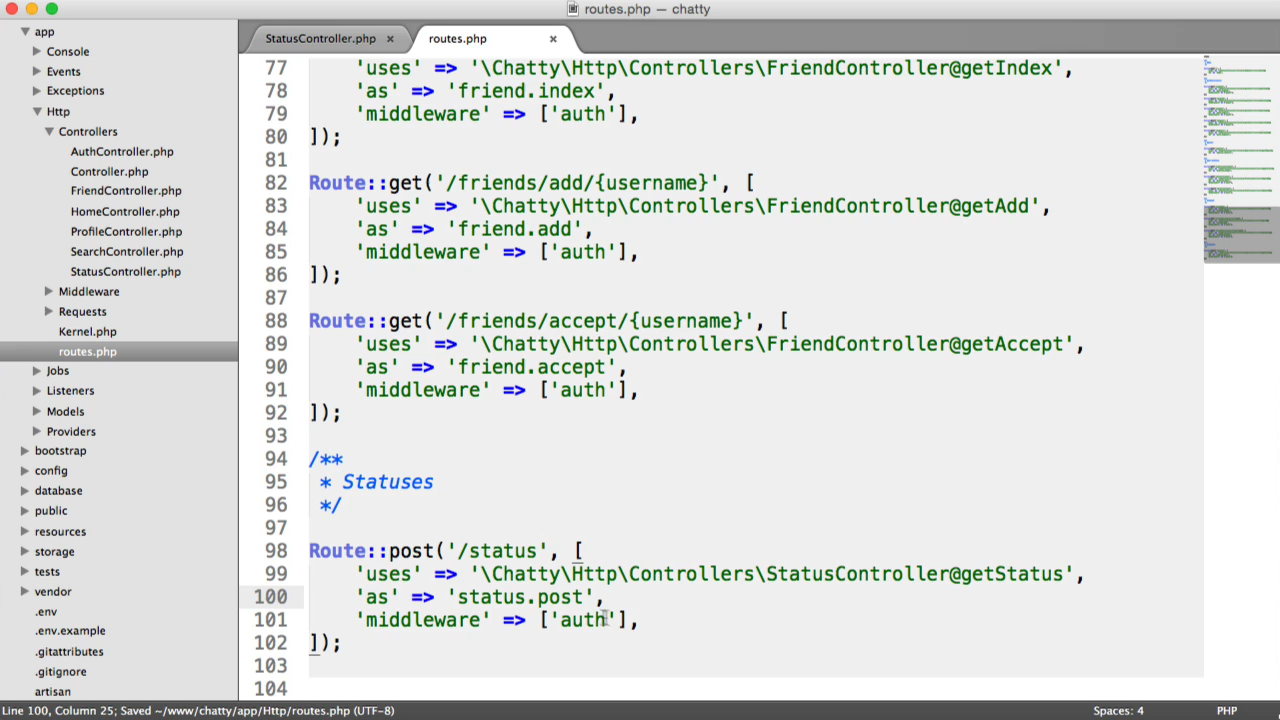 routes.php — chatty
app
Console
Events
Exceptions
Http
Controllers
AuthController.php
Controller.php
FriendController.php
HomeController.php
ProfileController.php
SearchController.php
StatusController.php
Middleware
Requests
Kernel.php
routes.php
Jobs
Listeners
Models
Providers
bootstrap
config
database
public
resources
storage
tests
vendor
.env
.env.example
.gitattributes
.gitignore
artisan
StatusController.php ×
routes.php ×
77 'uses' => '\Chatty\Http\Controllers\FriendController@getIndex',
78 'as' => 'friend.index',
79 'middleware' => ['auth'],
80 ]);
81
82 Route::get('/friends/add/{username}', [
83 'uses' => '\Chatty\Http\Controllers\FriendController@getAdd',
84 'as' => 'friend.add',
85 'middleware' => ['auth'],
86 ]);
87
88 Route::get('/friends/accept/{username}', [
89 'uses' => '\Chatty\Http\Controllers\FriendController@getAccept',
90 'as' => 'friend.accept',
91 'middleware' => ['auth'],
92 ]);
93
94 /**
95 * Statuses
96 */
97
98 Route::post('/status', [
99 'uses' => '\Chatty\Http\Controllers\StatusController@getStatus',
100 'as' => 'status.post',
101 'middleware' => ['auth'],
102 ]);
103
104
Line 100, Column 25; Saved ~/www/chatty/app/Http/routes.php (UTF-8)
Spaces: 4
PHP